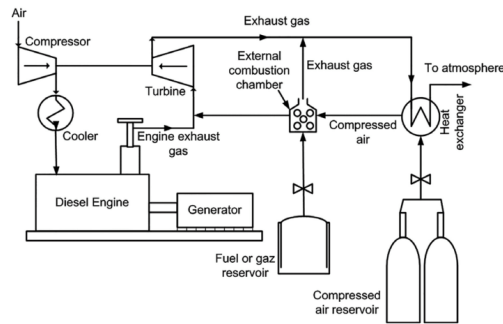 Air
Compressor
Exhaust gas
External
combustion
chamber
Exhaust gas
To atmosphere
Turbine
Cooler
Engine exhaust
gas
Compressed
air
Heat
exchanger
Diesel Engine
Generator
Fuel or gaz
reservoir
Compressed
air reservoir